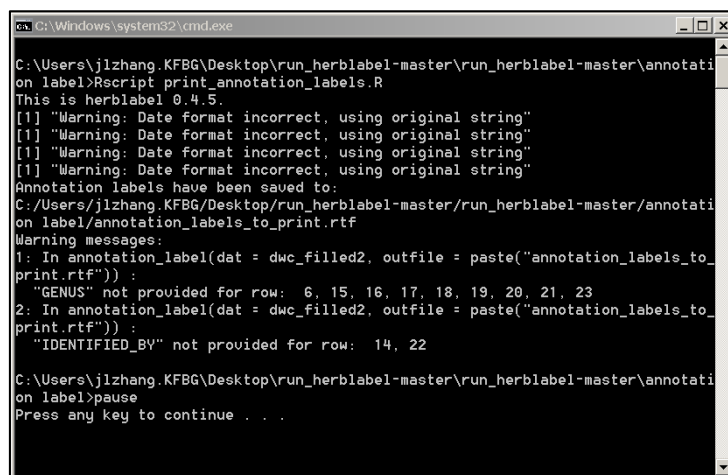 C:\Windows\system32\cmd.exe
C:\Users\jlzhang.KFBG\Desktop\run_herblabel-master\run_herblabel-master\annotati
on label>Rscript print_annotation_labels.R
This is herblabel 0.4.5.
[1] "Warning: Date format incorrect, using original string"
[1] "Warning: Date format incorrect, using original string"
[1] "Warning: Date format incorrect, using original string"
[1] "Warning: Date format incorrect, using original string"
Annotation labels have been saved to:
C:/Users/jlzhang.KFBG/Desktop/run_herblabel-master/run_herblabel-master/annotati
on label/annotation_labels_to_print.rtf
Warning messages:
1: In annotation_label(dat = dwc_filled2, outfile = paste("annotation_labels_to_
print.rtf")) :
"GENUS" not provided for row:  6, 15, 16, 17, 18, 19, 20, 21, 23
2: In annotation_label(dat = dwc_filled2, outfile = paste("annotation_labels_to_
print.rtf")) :
"IDENTIFIED_BY" not provided for row:  14, 22
C:\Users\jlzhang.KFBG\Desktop\run_herblabel-master\run_herblabel-master\annotati
on label>pause
Press any key to continue . . .